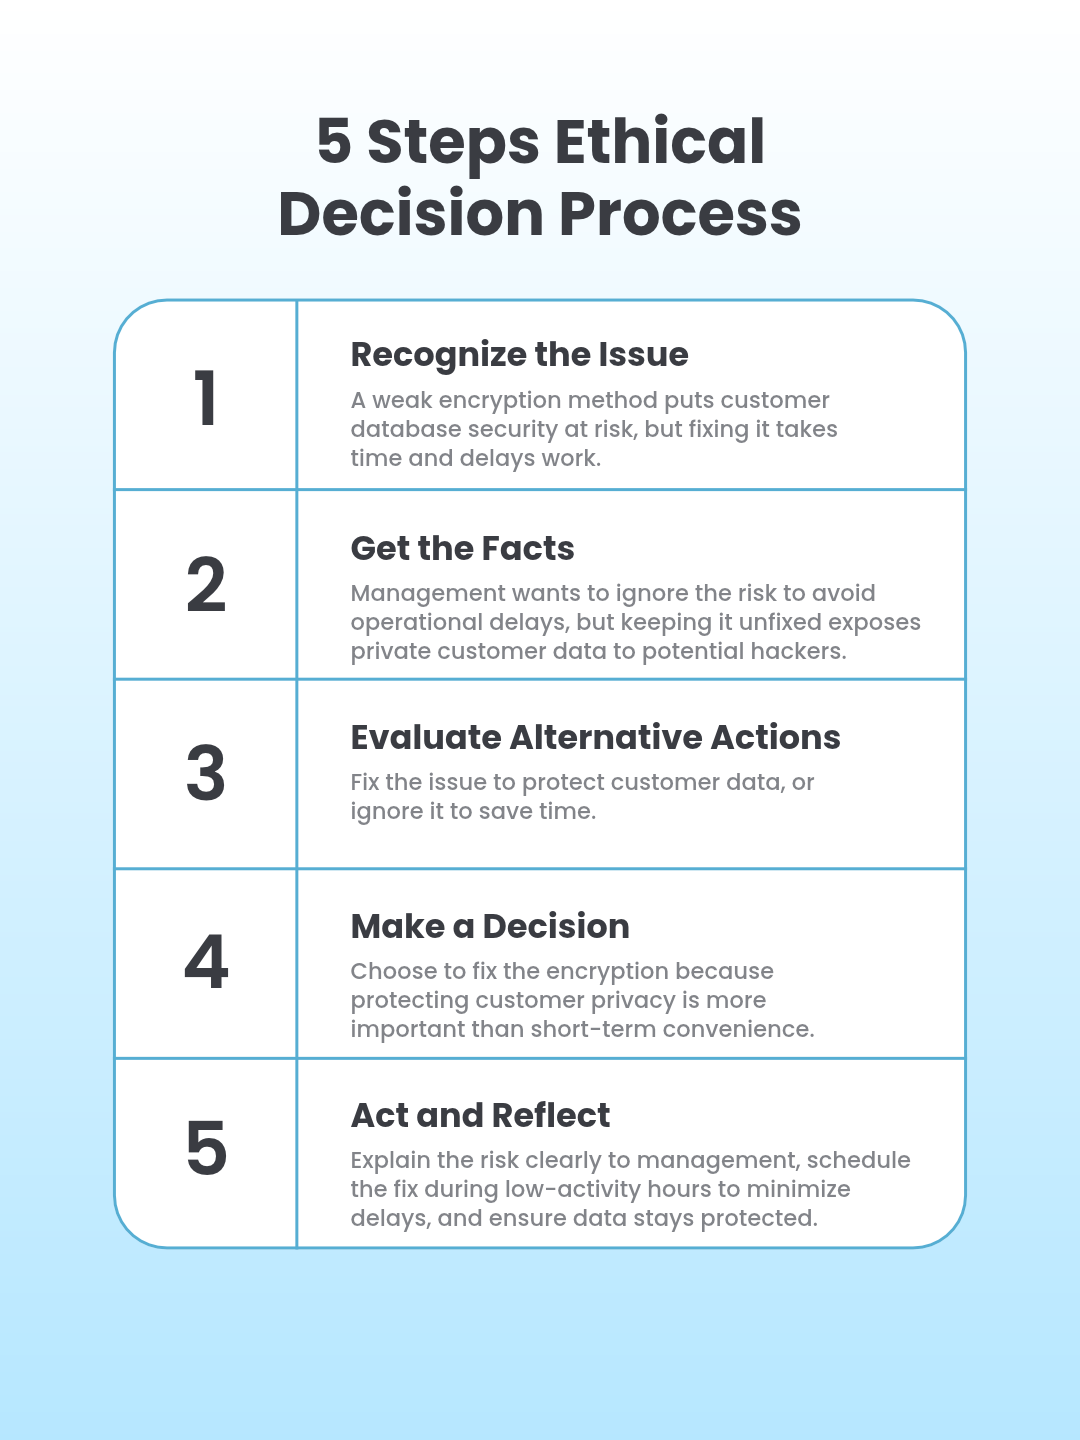 5 Steps Ethical
Decision Process
1
Recognize the Issue
A weak encryption method puts customer
database security at risk, but fixing it takes
time and delays work.
2
Get the Facts
Management wants to ignore the risk to avoid
operational delays, but keeping it unfixed exposes
private customer data to potential hackers.
3
Evaluate Alternative Actions
Fix the issue to protect customer data, or
ignore it to save time.
4
Make a Decision
Choose to fix the encryption because
protecting customer privacy is more
important than short-term convenience.
5
Act and Reflect
Explain the risk clearly to management, schedule
the fix during low-activity hours to minimize
delays, and ensure data stays protected.